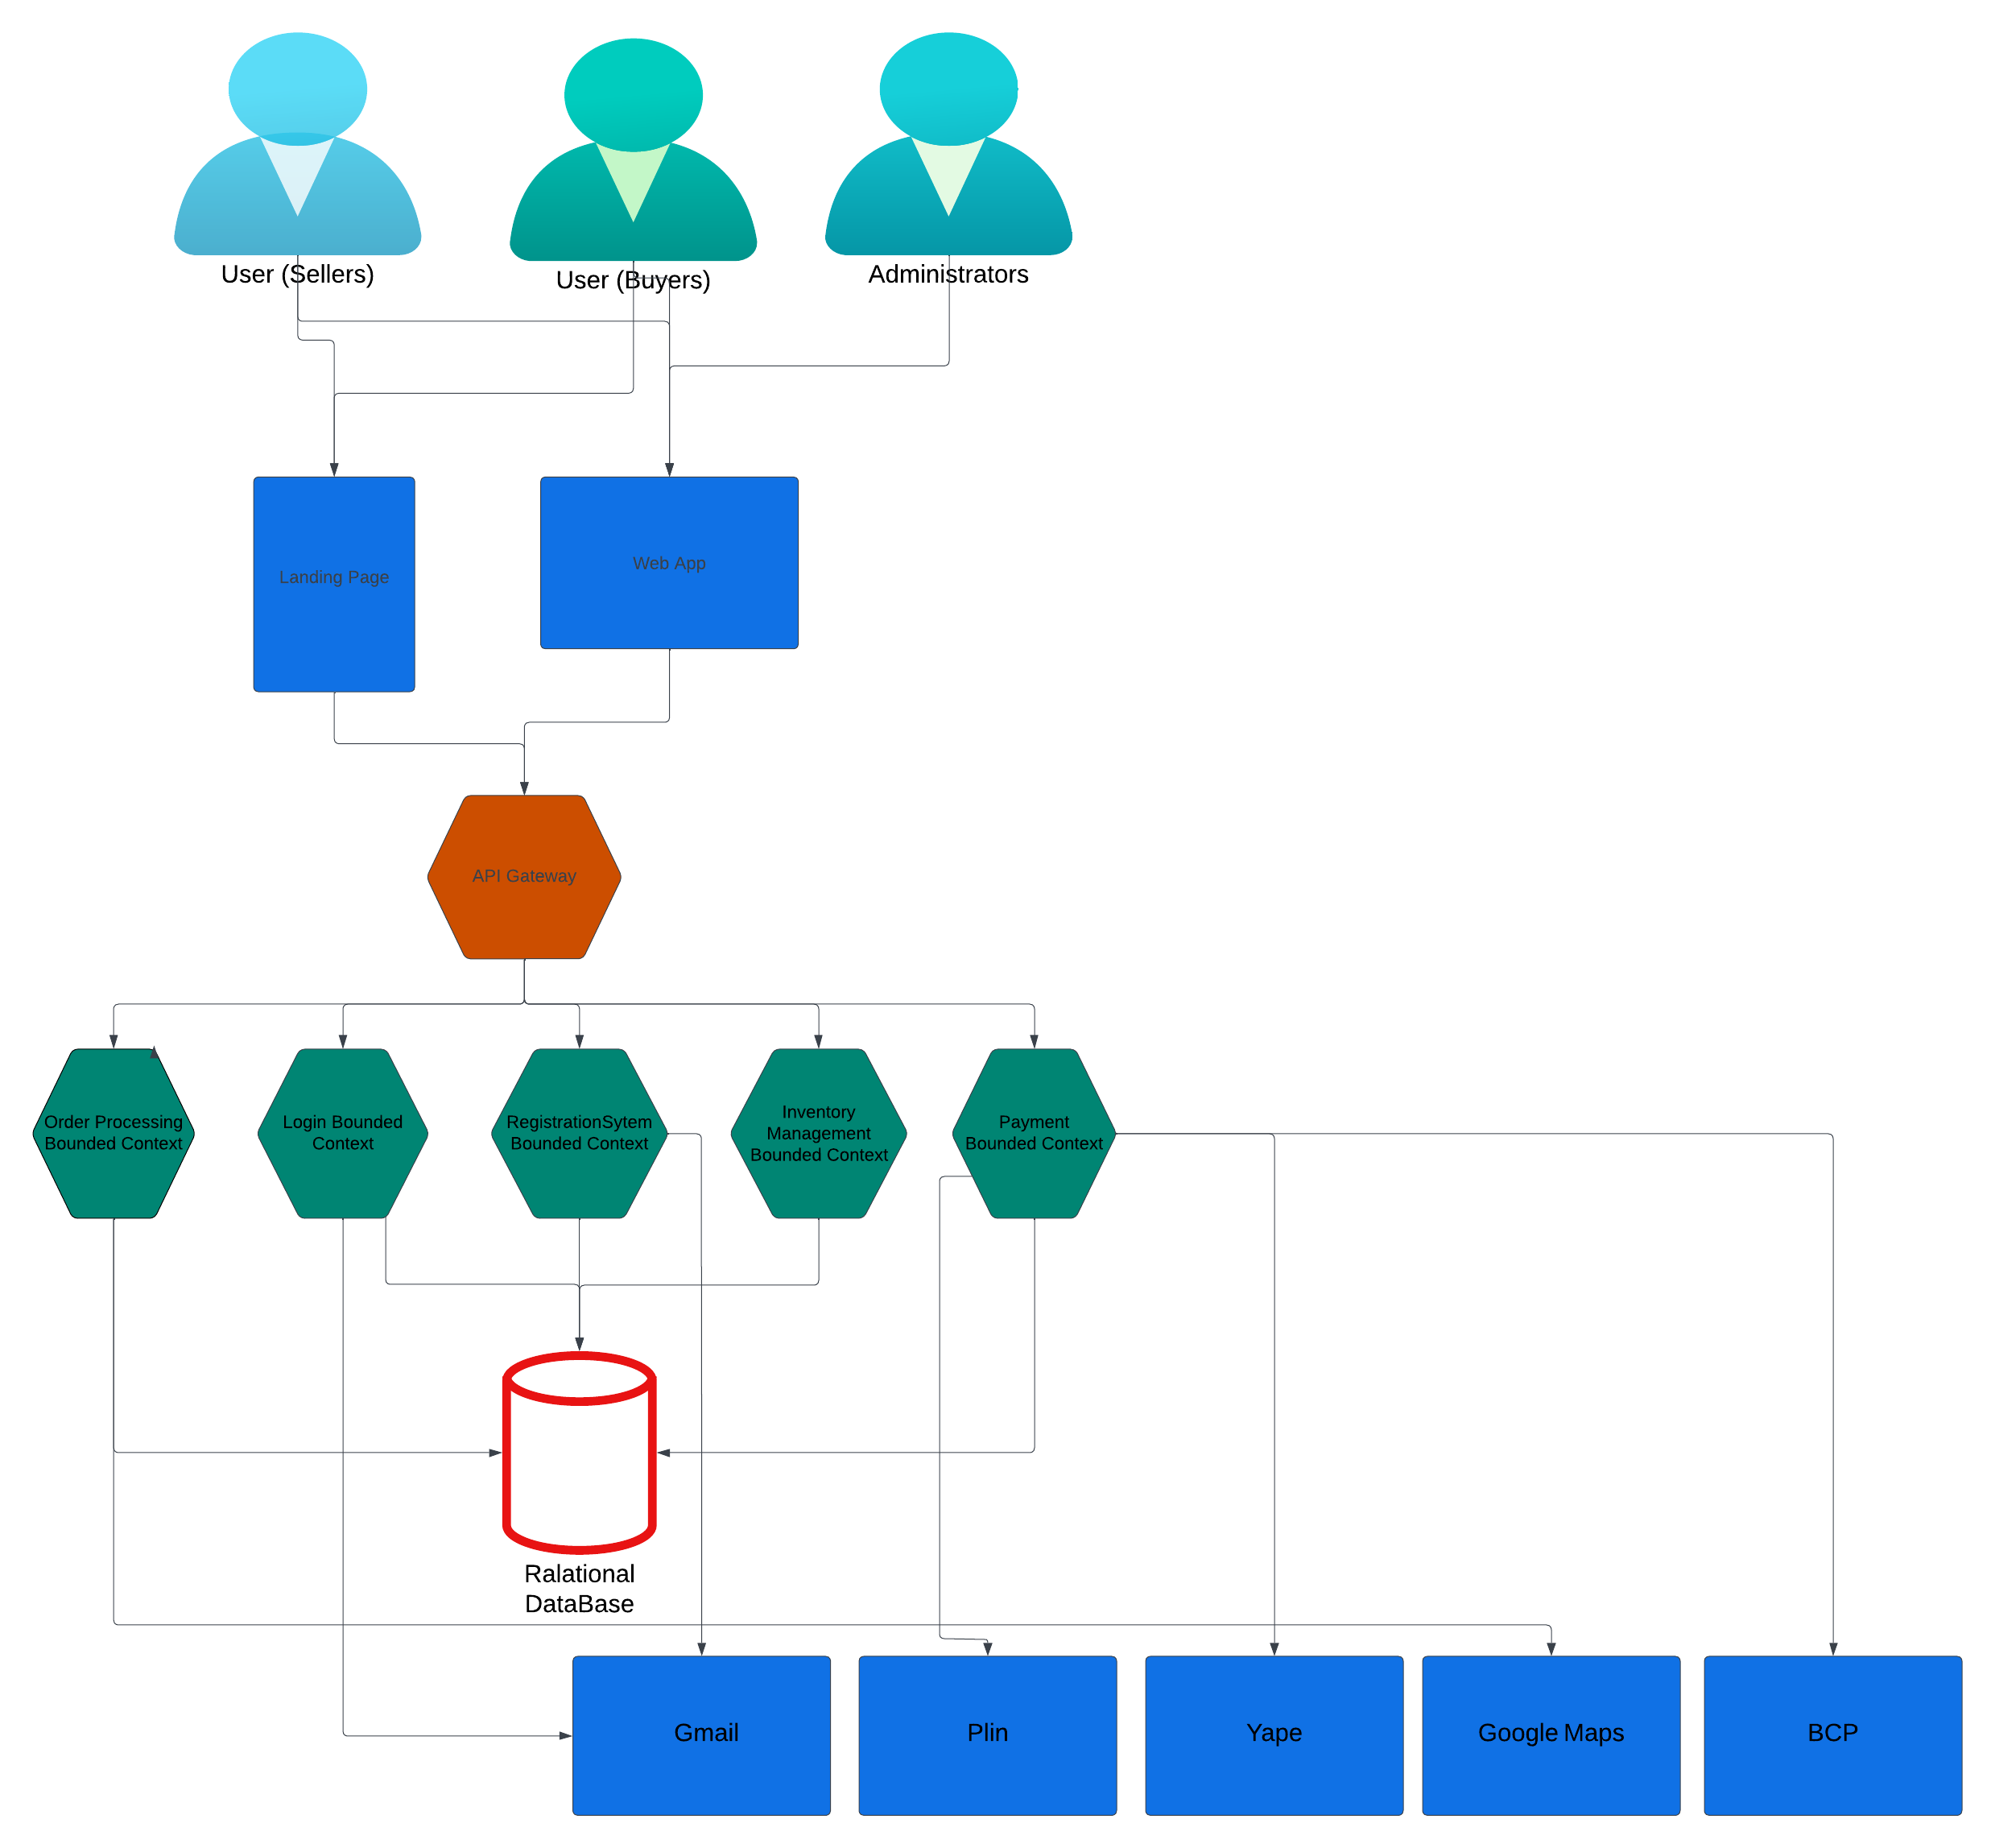 User (Sellers)
User (Buyers)
Administrators
Landing Page
Web App
API Gateway
Order Processing
Bounded Context
Login Bounded
Context
RegistrationSytem
Bounded Context
Inventory
Management
Bounded Context
Payment
Bounded Context
Ralational
DataBase
Gmail
Plin
Yape
Google Maps
BCP